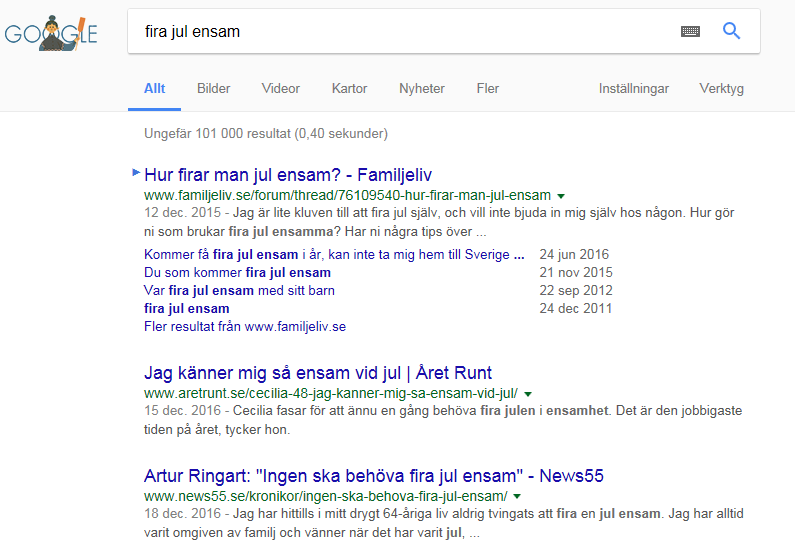 GOOGLE
fira jul ensam
Allt Bilder Videor Kartor Nyheter Fler Inställningar Verktyg
Ungefär 101 000 resultat (0,40 sekunder)
Hur firar man jul ensam? - Familjeliv
www.familjeliv.se/forum/thread/76109540-hur-firar-man-jul-ensam
12 dec. 2015 - Jag är lite kluven till att fira jul själv, och vill inte bjuda in mig själv hos någon. Hur gör
ni som brukar fira jul ensamma? Har ni några tips över ...
Kommer få fira jul ensam i år, kan inte ta mig hem till Sverige ... 24 jun 2016
Du som kommer fira jul ensam 21 nov 2015
Var fira jul ensam med sitt barn 22 sep 2012
fira jul ensam 24 dec 2011
Fler resultat från www.familjeliv.se
Jag känner mig så ensam vid jul | Året Runt
www.aretrunt.se/cecilia-48-jag-kanner-mig-sa-ensam-vid-jul/
15 dec. 2016 - Cecilia fasar för att ännu en gång behöva fira julen i ensamhet. Det är den jobbigaste
tiden på året, tycker hon.
Artur Ringart: "Ingen ska behöva fira jul ensam" - News55
www.news55.se/kronikor/ingen-ska-behova-fira-jul-ensam/
18 dec. 2016 - Jag har hittills i mitt drygt 64-åriga liv aldrig tvingats att fira en jul ensam. Jag har alltid
varit omgiven av familj och vänner när det har varit jul, ...